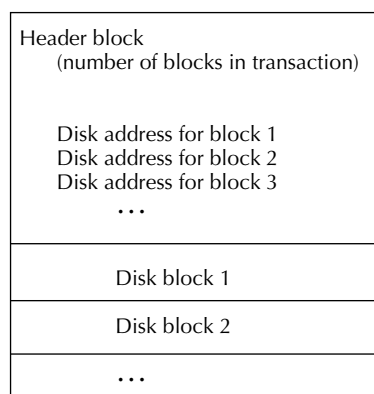 Header block
(number of blocks in transaction)
Disk address for block 1
Disk address for block 2
Disk address for block 3
...
Disk block 1
Disk block 2
...